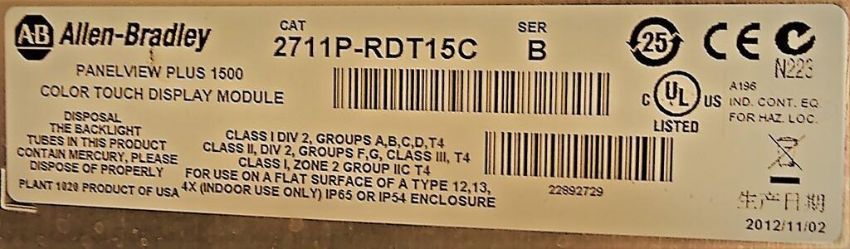 AB Allen-Bradley
CAT
2711P-RDT15C
SER
B
25
CE
N223
PANELVIEW PLUS 1500
COLOR TOUCH DISPLAY MODULE
C UL US
LISTED
A196
IND. CONT. EQ.
FOR HAZ. LOC.
DISPOSAL
THE BACKLIGHT
TUBES IN THIS PRODUCT
CONTAIN MERCURY, PLEASE
DISPOSE OF PROPERLY
PLANT 1020 PRODUCT OF USA
CLASS I DIV 2, GROUPS A,B,C,D,T4
CLASS II, DIV 2, GROUPS F,G, CLASS III, T4
CLASS I, ZONE 2 GROUP IIC T4
FOR USE ON A FLAT SURFACE OF A TYPE 12,13,
4X (INDOOR USE ONLY) IP65 OR IP54 ENCLOSURE
22892729
生产日期
2012/11/02